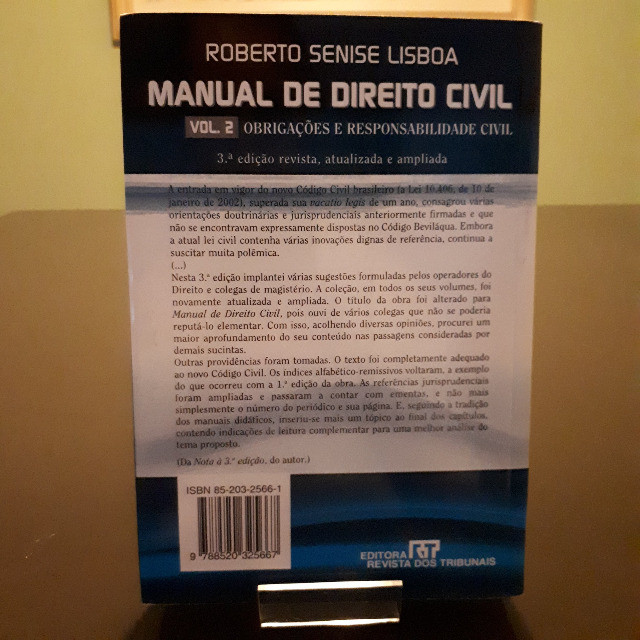 ROBERTO SENISE LISBOA
MANUAL DE DIREITO CIVIL
VOL. 2 OBRIGAÇÕES E RESPONSABILIDADE CIVIL
3.ª edição revista, atualizada e ampliada
A entrada em vigor do novo Código Civil brasileiro (a Lei 10.406, de 10 de
janeiro de 2002), superada sua vacatio legis de um ano, consagrou várias
orientações doutrinárias e jurisprudenciais anteriormente firmadas e que
não se encontravam expressamente dispostas no Código Beviláqua. Embora
a atual lei civil contenha várias inovações dignas de referência, continua a
suscitar muita polêmica.
(...)
Nesta 3.ª edição implantei várias sugestões formuladas pelos operadores do
Direito e colegas de magistério. A coleção, em todos os seus volumes, foi
novamente atualizada e ampliada. O título da obra foi alterado para
Manual de Direito Civil, pois ouvi de vários colegas que não se poderia
reputá-lo elementar. Com isso, acolhendo diversas opiniões, procurei um
maior aprofundamento do seu conteúdo nas passagens consideradas por
demais sucintas.
Outras providências foram tomadas. O texto foi completamente adequado
ao novo Código Civil. Os índices alfabético-remissivos voltaram, a exemplo
do que ocorreu com a 1.ª edição da obra. As referências jurisprudenciais
foram ampliadas e passaram a contar com ementas, e não mais
simplesmente o número do periódico e sua página. E, seguindo a tradição
dos manuais didáticos, inseriu-se mais um tópico ao final dos capítulos,
contendo indicações de leitura complementar para uma melhor análise do
tema proposto.
(Da Nota à 3.ª edição, do autor.)
ISBN 85-203-2566-1
9 788520 325667
EDITORA RT
REVISTA DOS TRIBUNAIS